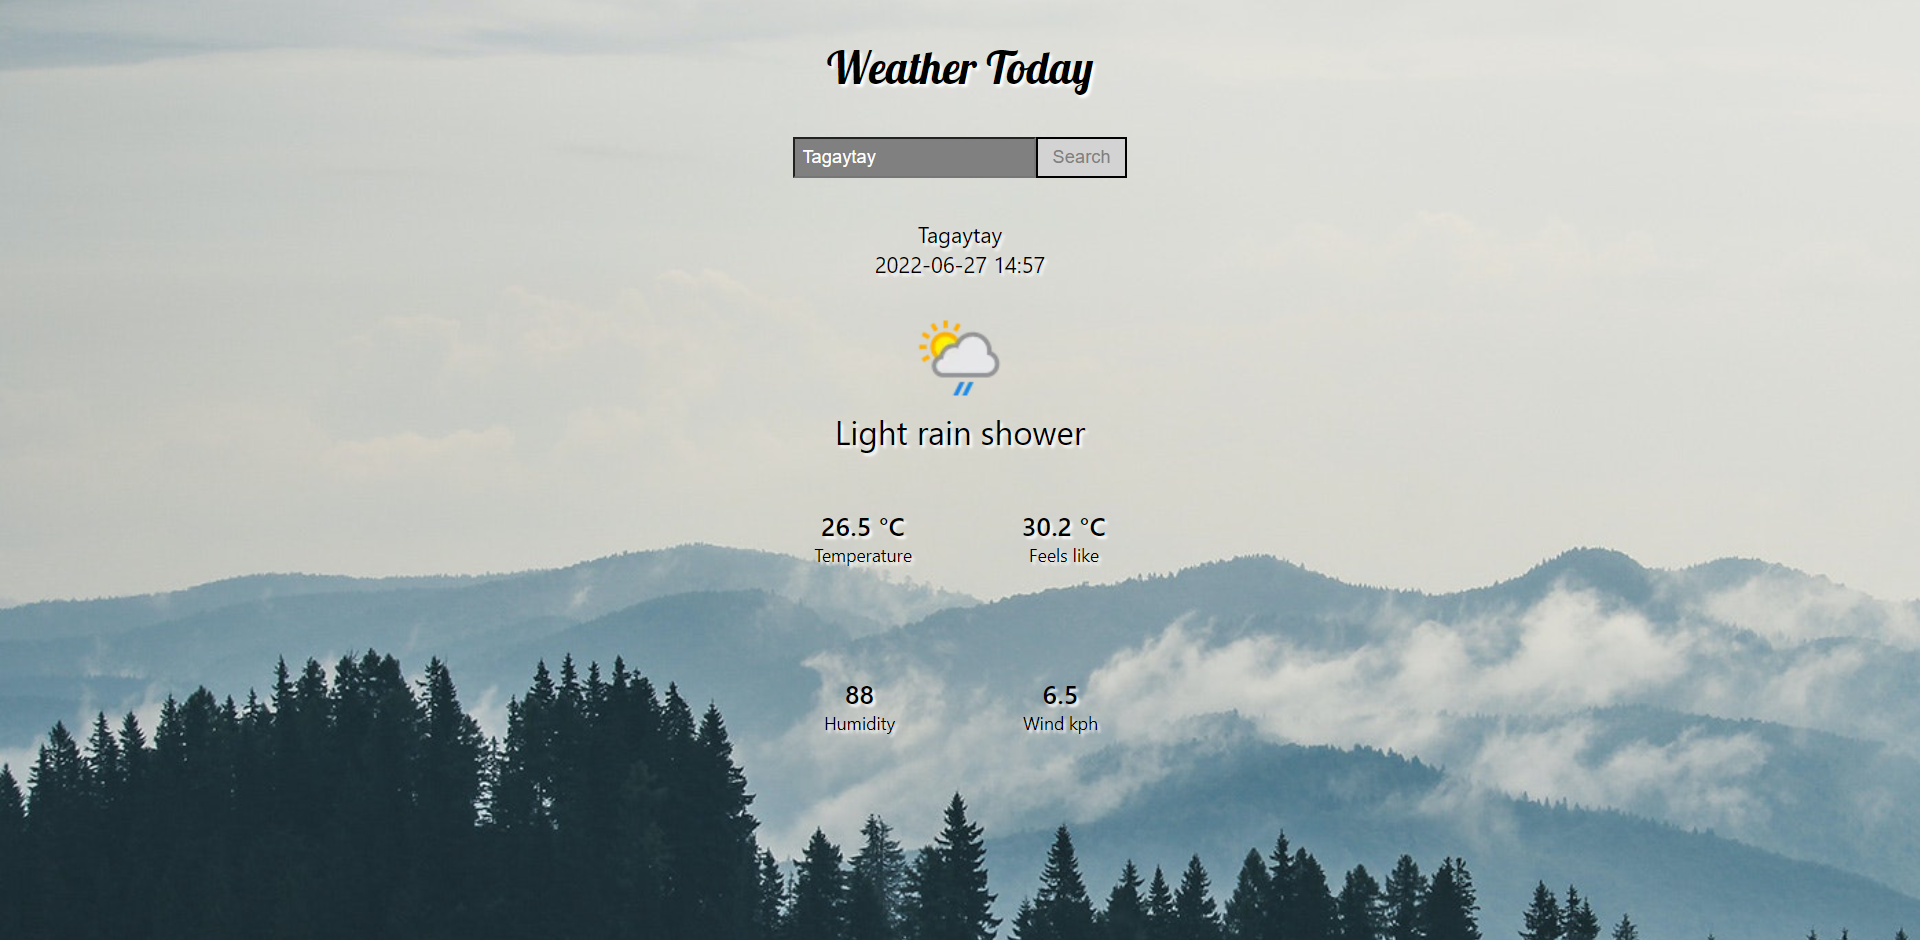 Weather Today
Tagaytay Search
Tagaytay
2022-06-27 14:57
Light rain shower
26.5 °C 30.2 °C
Temperature Feels like
88 6.5
Humidity Wind kph